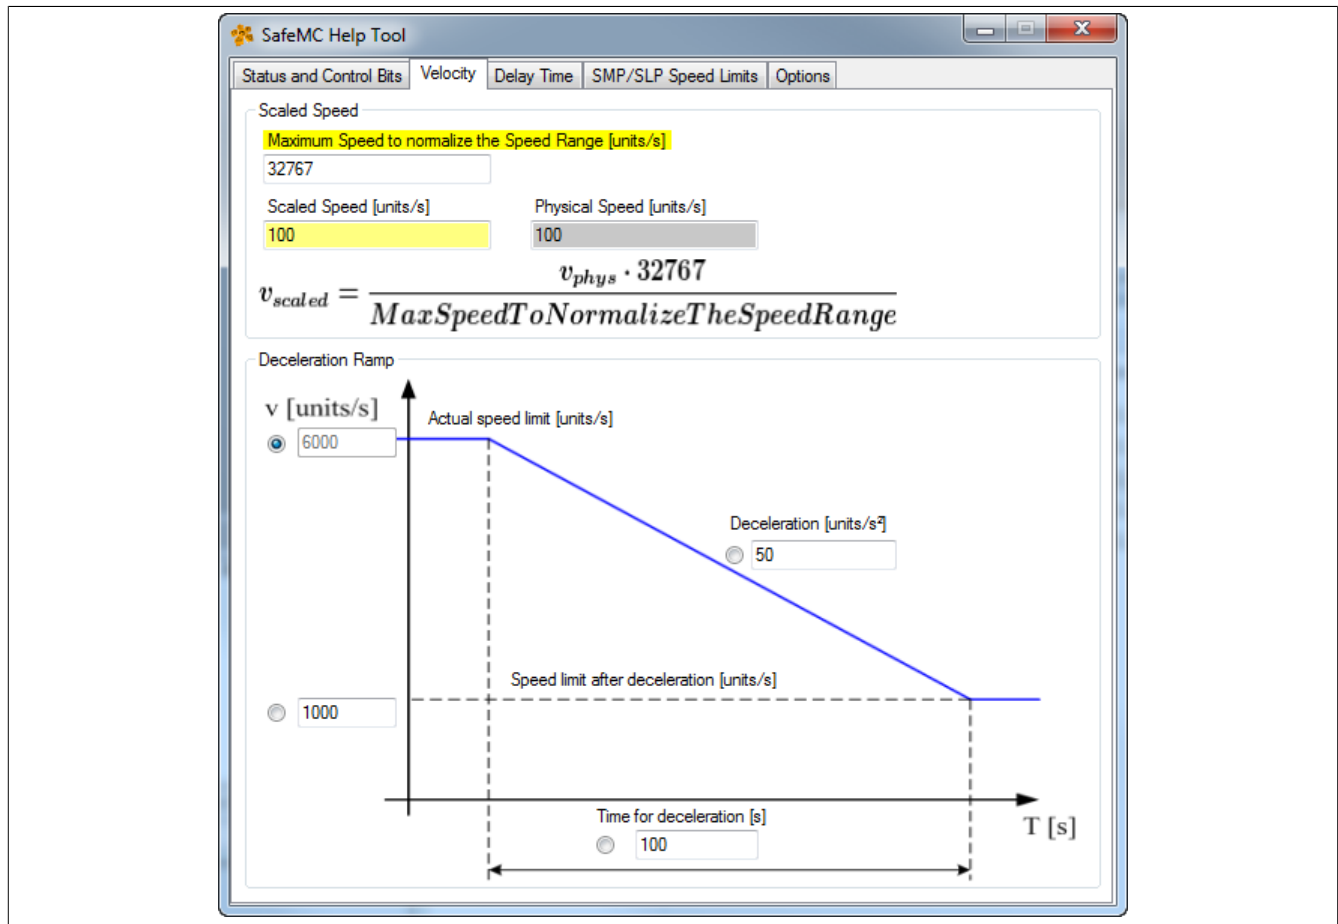 SafeMC Help Tool
Status and Control Bits Velocity Delay Time SMP/SLP Speed Limits Options
Scaled Speed
Maximum Speed to normalize the Speed Range [units/s]
32767
Scaled Speed [units/s] Physical Speed [units/s]
100 100
v_scaled = v_phys · 32767 / MaxSpeedToNormalizeTheSpeedRange
Deceleration Ramp
v [units/s]
Actual speed limit [units/s]
6000
Deceleration [units/s²]
50
Speed limit after deceleration [units/s]
1000
Time for deceleration [s]
100
T [s]